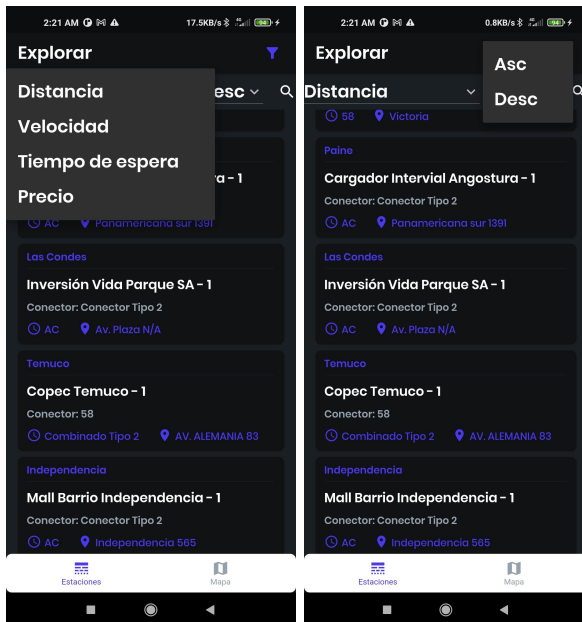 2:21 AM
17.5KB/s
94
Explorar
Distancia
Velocidad
Tiempo de espera
Precio
esc
ra - 1
AC Panamericana sur 1391
Las Condes
Inversión Vida Parque SA - 1
Conector: Conector Tipo 2
AC Av. Plaza N/A
Temuco
Copec Temuco - 1
Conector: 58
Combinado Tipo 2 AV. ALEMANIA 83
Independencia
Mall Barrio Independencia - 1
Conector: Conector Tipo 2
AC Independencia 565
Estaciones Mapa
2:21 AM
0.8KB/s
94
Explorar
Asc
Desc
Distancia
58 Victoria
Paine
Cargador Intervial Angostura - 1
Conector: Conector Tipo 2
AC Panamericana sur 1391
Las Condes
Inversión Vida Parque SA - 1
Conector: Conector Tipo 2
AC Av. Plaza N/A
Temuco
Copec Temuco - 1
Conector: 58
Combinado Tipo 2 AV. ALEMANIA 83
Independencia
Mall Barrio Independencia - 1
Conector: Conector Tipo 2
AC Independencia 565
Estaciones Mapa